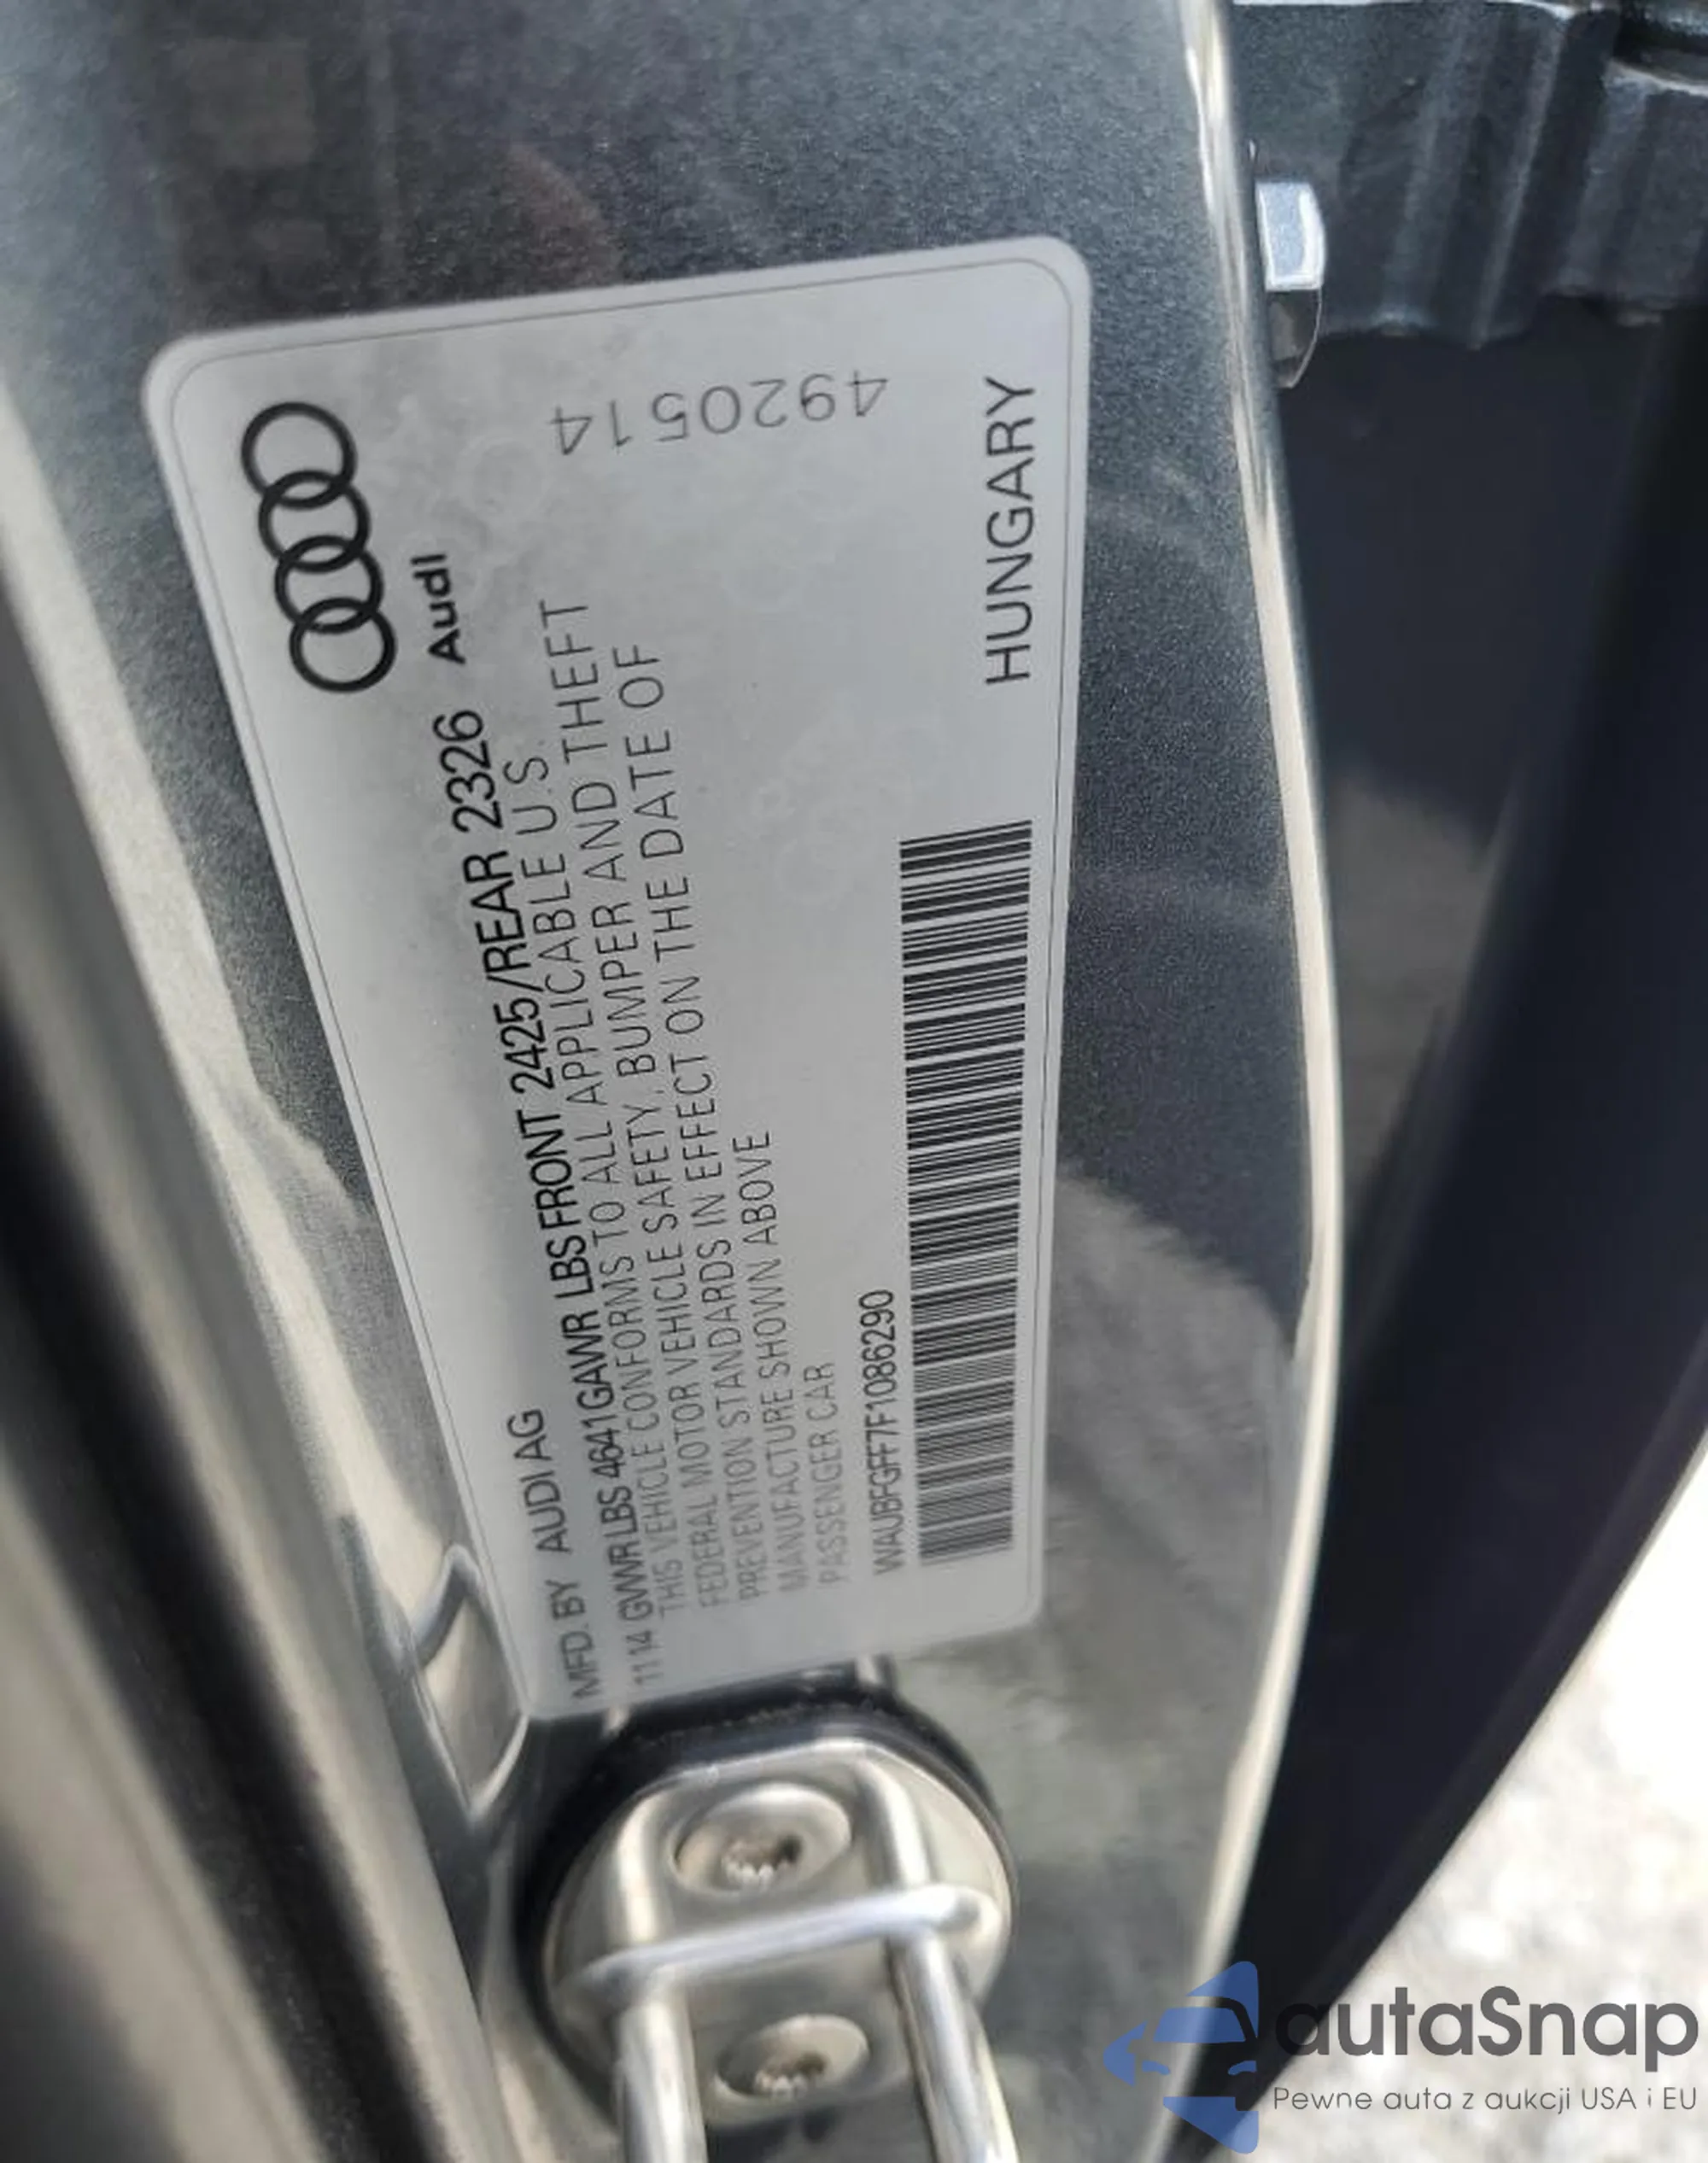 Audi
4920514
MFD. BY AUDI AG
11 14 GVWR LBS 4641 GAWR LBS FRONT 2425/REAR 2326
THIS VEHICLE CONFORMS TO ALL APPLICABLE U.S.
FEDERAL MOTOR VEHICLE SAFETY, BUMPER AND THEFT
PREVENTION STANDARDS IN EFFECT ON THE DATE OF
MANUFACTURE SHOWN ABOVE
PASSENGER CAR
WAUBFGFF7F1086290
HUNGARY
autaSnap
Pewne auta z aukcji USA i EU